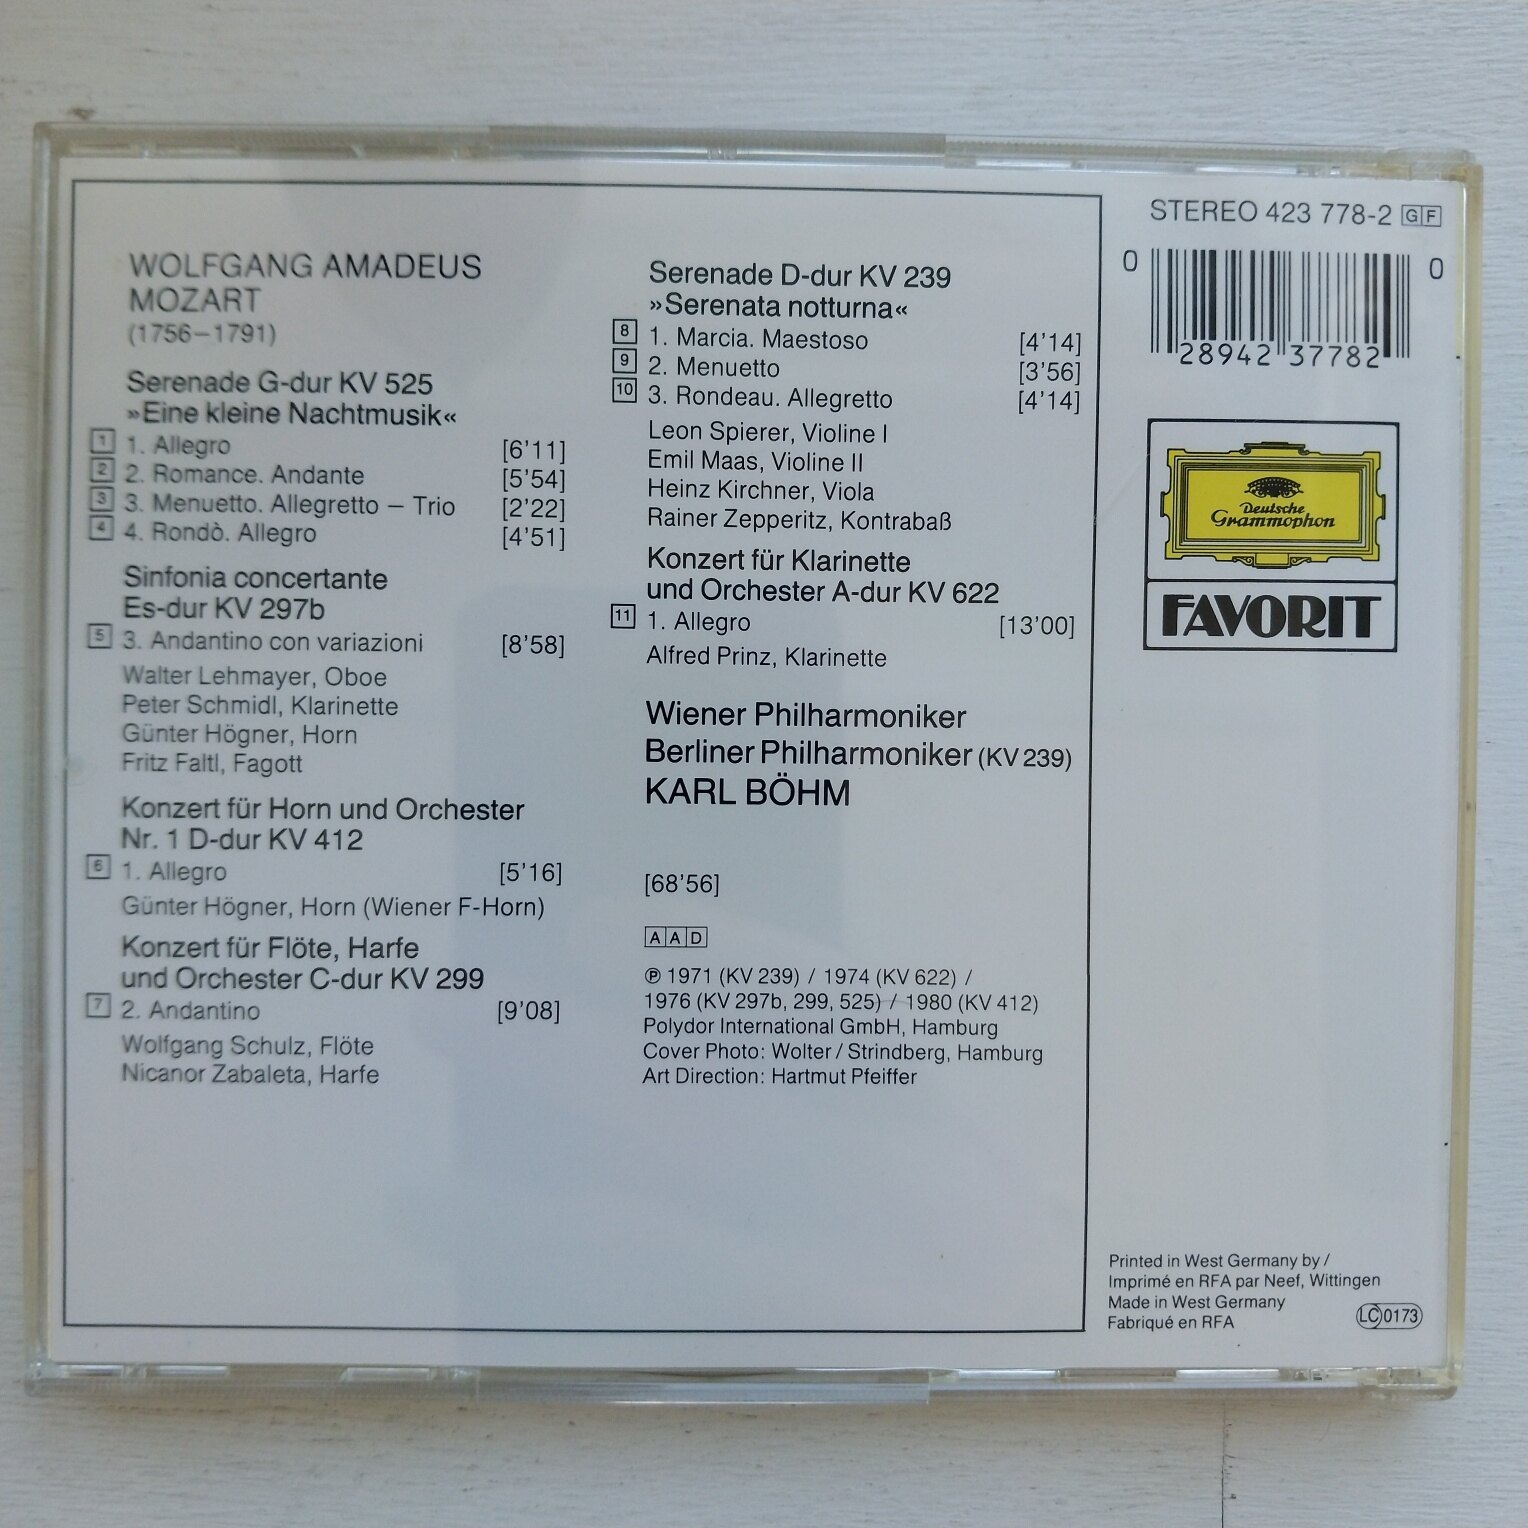 WOLFGANG AMADEUS
MOZART
(1756–1791)
Serenade G-dur KV 525
»Eine kleine Nachtmusik«
1 1. Allegro [6'11]
2 2. Romance. Andante [5'54]
3 3. Menuetto. Allegretto – Trio [2'22]
4 4. Rondò. Allegro [4'51]
Sinfonia concertante
Es-dur KV 297b
5 3. Andantino con variazioni [8'58]
Walter Lehmayer, Oboe
Peter Schmidl, Klarinette
Günter Högner, Horn
Fritz Faltl, Fagott
Konzert für Horn und Orchester
Nr. 1 D-dur KV 412
6 1. Allegro [5'16]
Günter Högner, Horn (Wiener F-Horn)
Konzert für Flöte, Harfe
und Orchester C-dur KV 299
7 2. Andantino [9'08]
Wolfgang Schulz, Flöte
Nicanor Zabaleta, Harfe
Serenade D-dur KV 239
»Serenata notturna«
8 1. Marcia. Maestoso [4'14]
9 2. Menuetto [3'56]
10 3. Rondeau. Allegretto [4'14]
Leon Spierer, Violine I
Emil Maas, Violine II
Heinz Kirchner, Viola
Rainer Zepperitz, Kontrabaß
Konzert für Klarinette
und Orchester A-dur KV 622
11 1. Allegro [13'00]
Alfred Prinz, Klarinette
Wiener Philharmoniker
Berliner Philharmoniker (KV 239)
KARL BÖHM
[68'56]
AAD
℗ 1971 (KV 239) / 1974 (KV 622) /
1976 (KV 297b, 299, 525) / 1980 (KV 412)
Polydor International GmbH, Hamburg
Cover Photo: Wolter / Strindberg, Hamburg
Art Direction: Hartmut Pfeiffer
STEREO 423 778-2 GF
0 28942 37782 0
Deutsche
Grammophon
FAVORIT
Printed in West Germany by /
Imprimé en RFA par Neef, Wittingen
Made in West Germany
Fabriqué en RFA
LC 0173